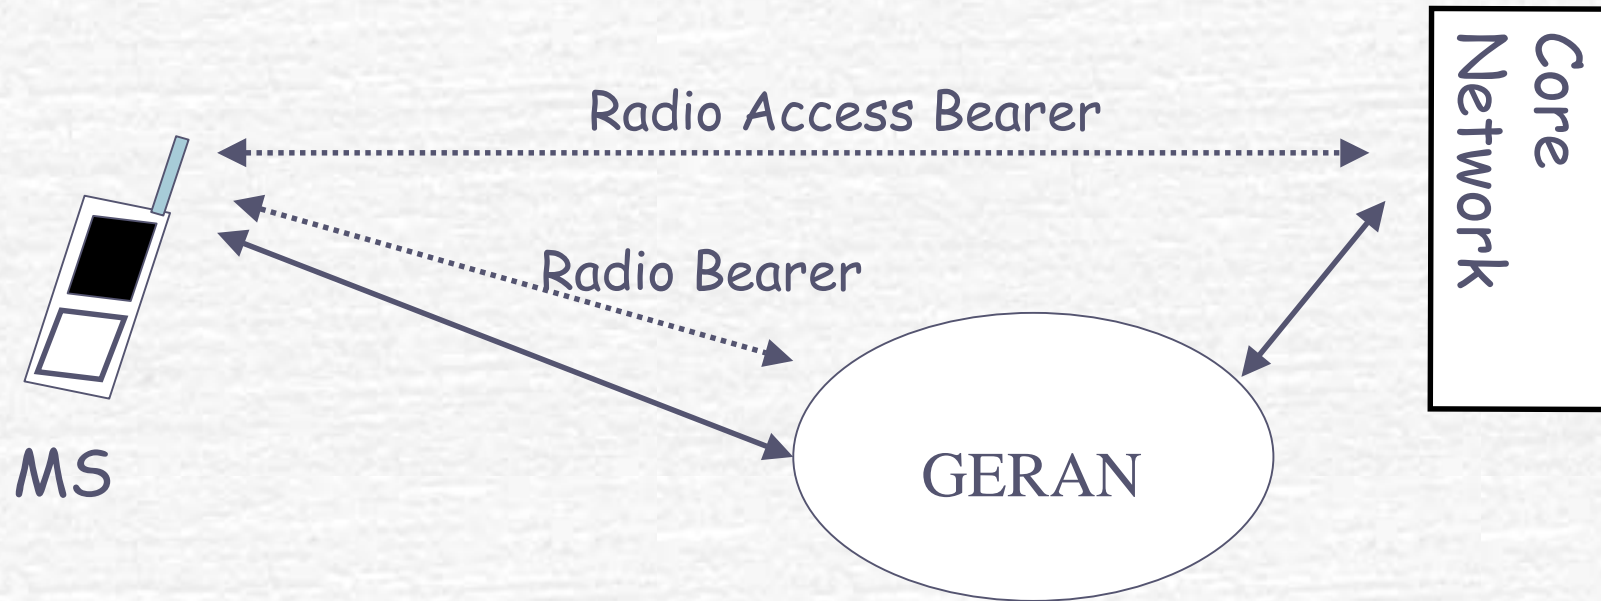 Radio Access Bearer
Core
Network
Radio Bearer
MS
GERAN